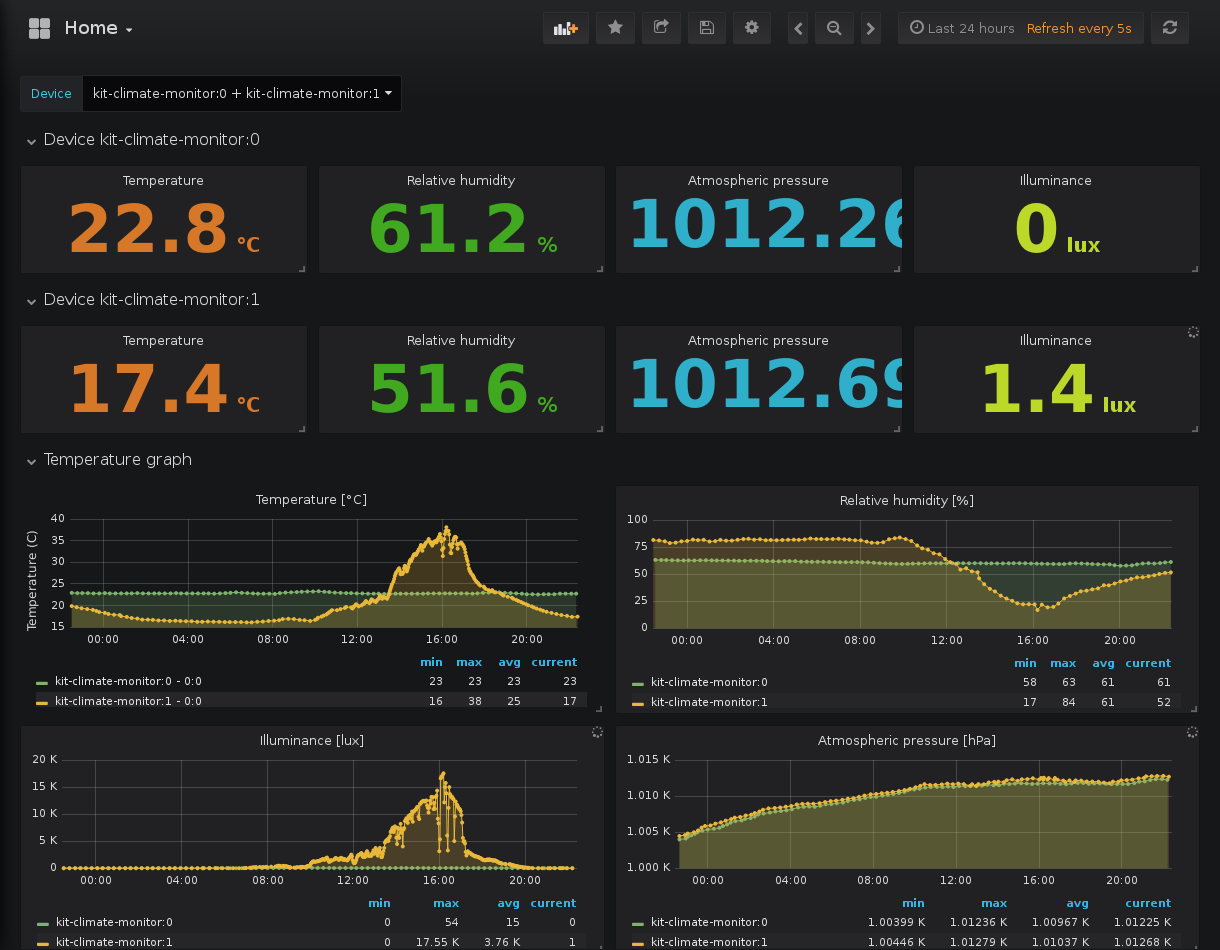 Home
Last 24 hours Refresh every 5s
Device kit-climate-monitor:0 + kit-climate-monitor:1
Device kit-climate-monitor:0
Temperature Relative humidity Atmospheric pressure Illuminance
22.8 °C 61.2 % 1012.26 0 lux
Device kit-climate-monitor:1
Temperature Relative humidity Atmospheric pressure Illuminance
17.4 °C 51.6 % 1012.69 1.4 lux
Temperature graph
Temperature [°C]
Temperature (C)
40
35
30
25
20
15
00:00 04:00 08:00 12:00 16:00 20:00
min max avg current
kit-climate-monitor:0 - 0:0 23 23 23 23
kit-climate-monitor:1 - 0:0 16 38 25 17
Relative humidity [%]
100
75
50
25
0
00:00 04:00 08:00 12:00 16:00 20:00
min max avg current
kit-climate-monitor:0 58 63 61 61
kit-climate-monitor:1 17 84 61 52
Illuminance [lux]
20 K
15 K
10 K
5 K
0
00:00 04:00 08:00 12:00 16:00 20:00
min max avg current
kit-climate-monitor:0 0 54 15 0
kit-climate-monitor:1 0 17.55 K 3.76 K 1
Atmospheric pressure [hPa]
1.015 K
1.010 K
1.005 K
1.000 K
00:00 04:00 08:00 12:00 16:00 20:00
min max avg current
kit-climate-monitor:0 1.00399 K 1.01236 K 1.00967 K 1.01225 K
kit-climate-monitor:1 1.00446 K 1.01279 K 1.01037 K 1.01268 K